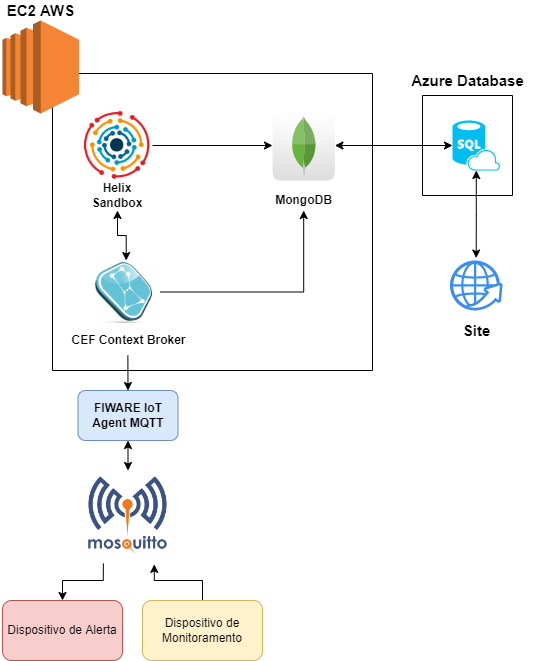 EC2 AWS
Azure Database
SQL
Helix
Sandbox
MongoDB
CEF Context Broker
Site
FIWARE IoT
Agent MQTT
mosquitto
Dispositivo de Alerta
Dispositivo de
Monitoramento